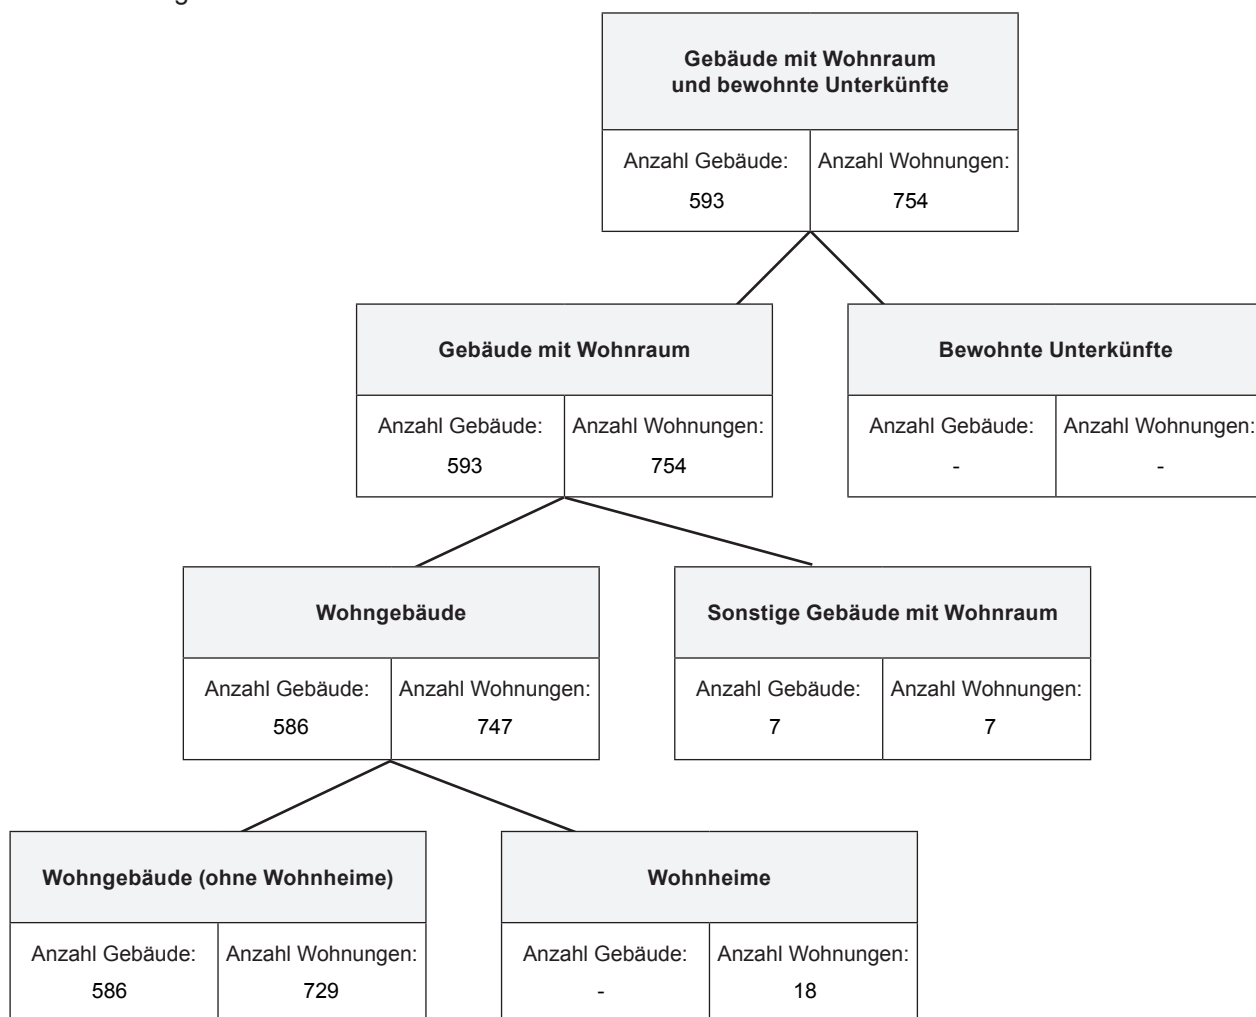 Gebäude mit Wohnraum
und bewohnte Unterkünfte
Anzahl Gebäude: Anzahl Wohnungen:
593 754
Gebäude mit Wohnraum
Anzahl Gebäude: Anzahl Wohnungen:
593 754
Bewohnte Unterkünfte
Anzahl Gebäude: Anzahl Wohnungen:
- -
Wohngebäude
Anzahl Gebäude: Anzahl Wohnungen:
586 747
Sonstige Gebäude mit Wohnraum
Anzahl Gebäude: Anzahl Wohnungen:
7 7
Wohngebäude (ohne Wohnheime)
Anzahl Gebäude: Anzahl Wohnungen:
586 729
Wohnheime
Anzahl Gebäude: Anzahl Wohnungen:
- 18